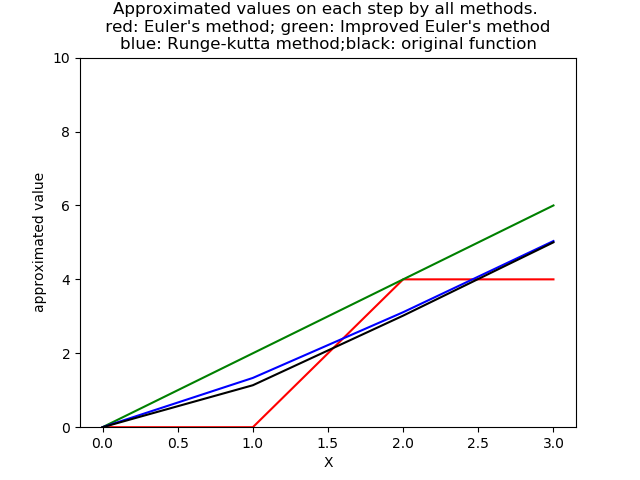 Approximated values on each step by all methods.
red: Euler's method; green: Improved Euler's method
blue: Runge-kutta method;black: original function
10
8
6
4
2
0
approximated value
0.0 0.5 1.0 1.5 2.0 2.5 3.0
X